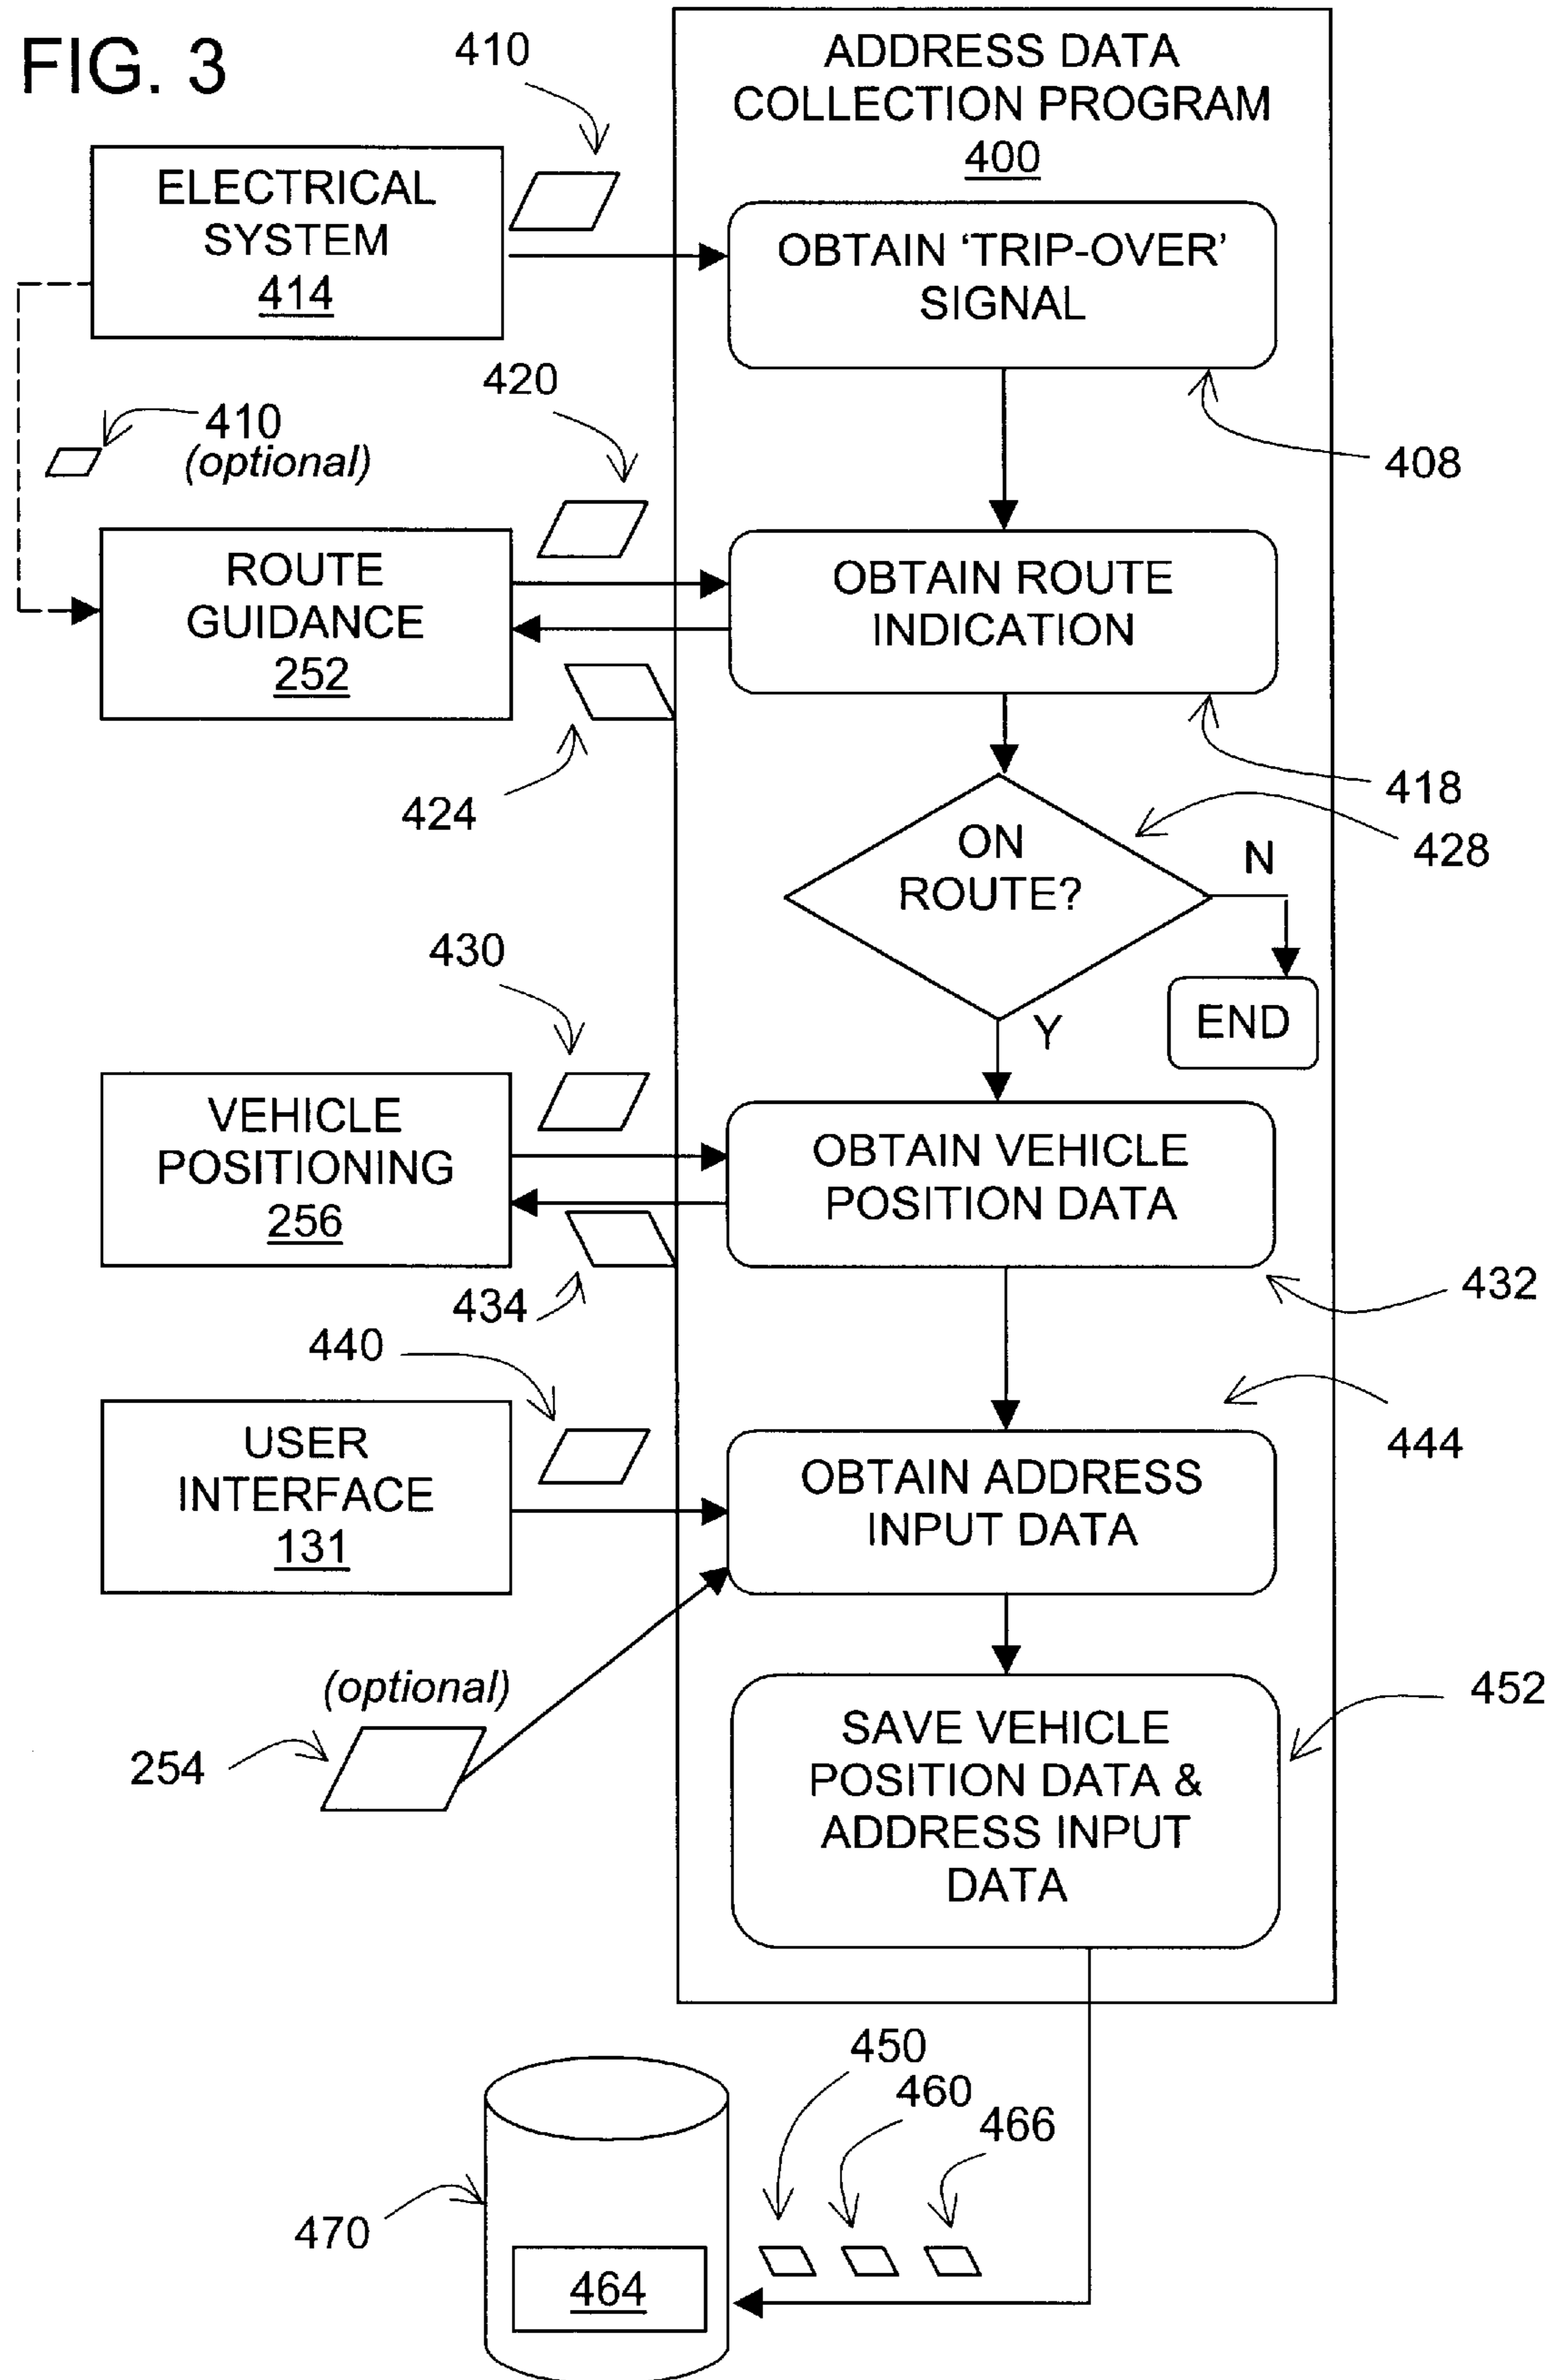 FIG. 3
410
ADDRESS DATA
COLLECTION PROGRAM
400
ELECTRICAL
SYSTEM
414
OBTAIN ‘TRIP-OVER’
SIGNAL
408
410
(optional)
420
ROUTE
GUIDANCE
252
OBTAIN ROUTE
INDICATION
418
424
ON
ROUTE?
428
N
END
Y
430
VEHICLE
POSITIONING
256
OBTAIN VEHICLE
POSITION DATA
432
434
440
444
USER
INTERFACE
131
OBTAIN ADDRESS
INPUT DATA
(optional)
254
SAVE VEHICLE
POSITION DATA &
ADDRESS INPUT
DATA
452
450
460
466
470
464